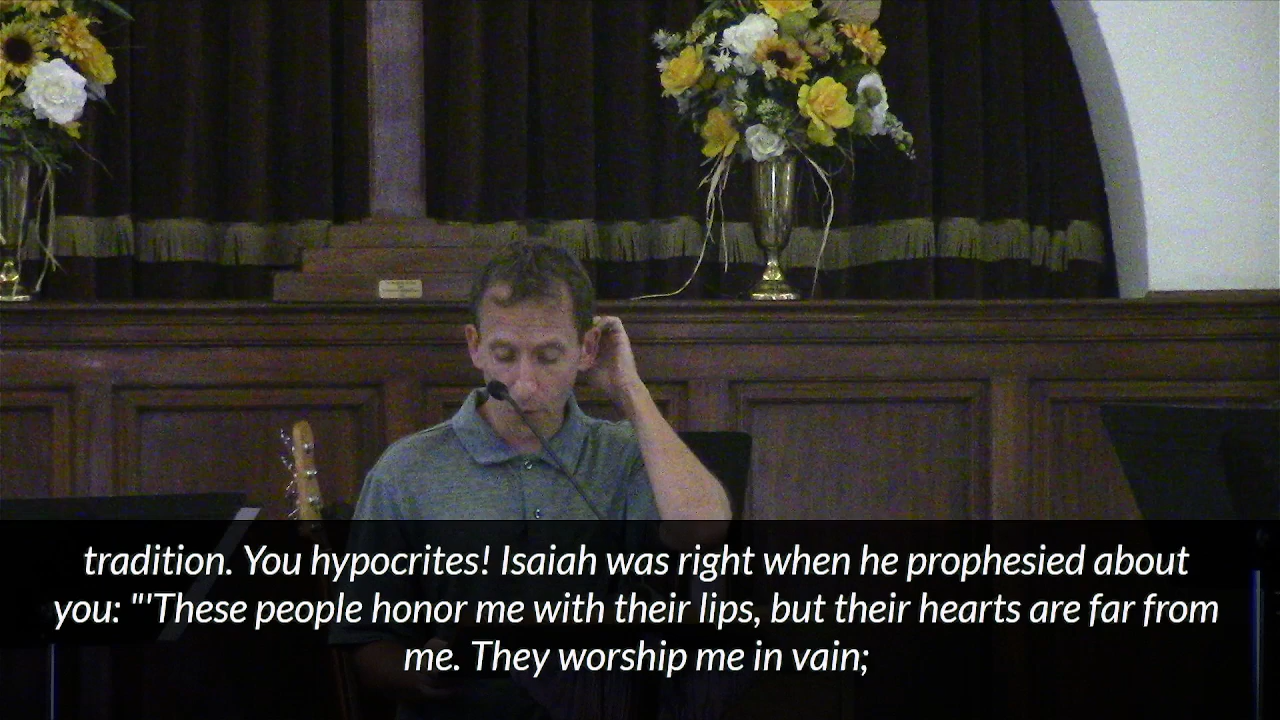 tradition. You hypocrites! Isaiah was right when he prophesied about
you: "'These people honor me with their lips, but their hearts are far from
me. They worship me in vain;